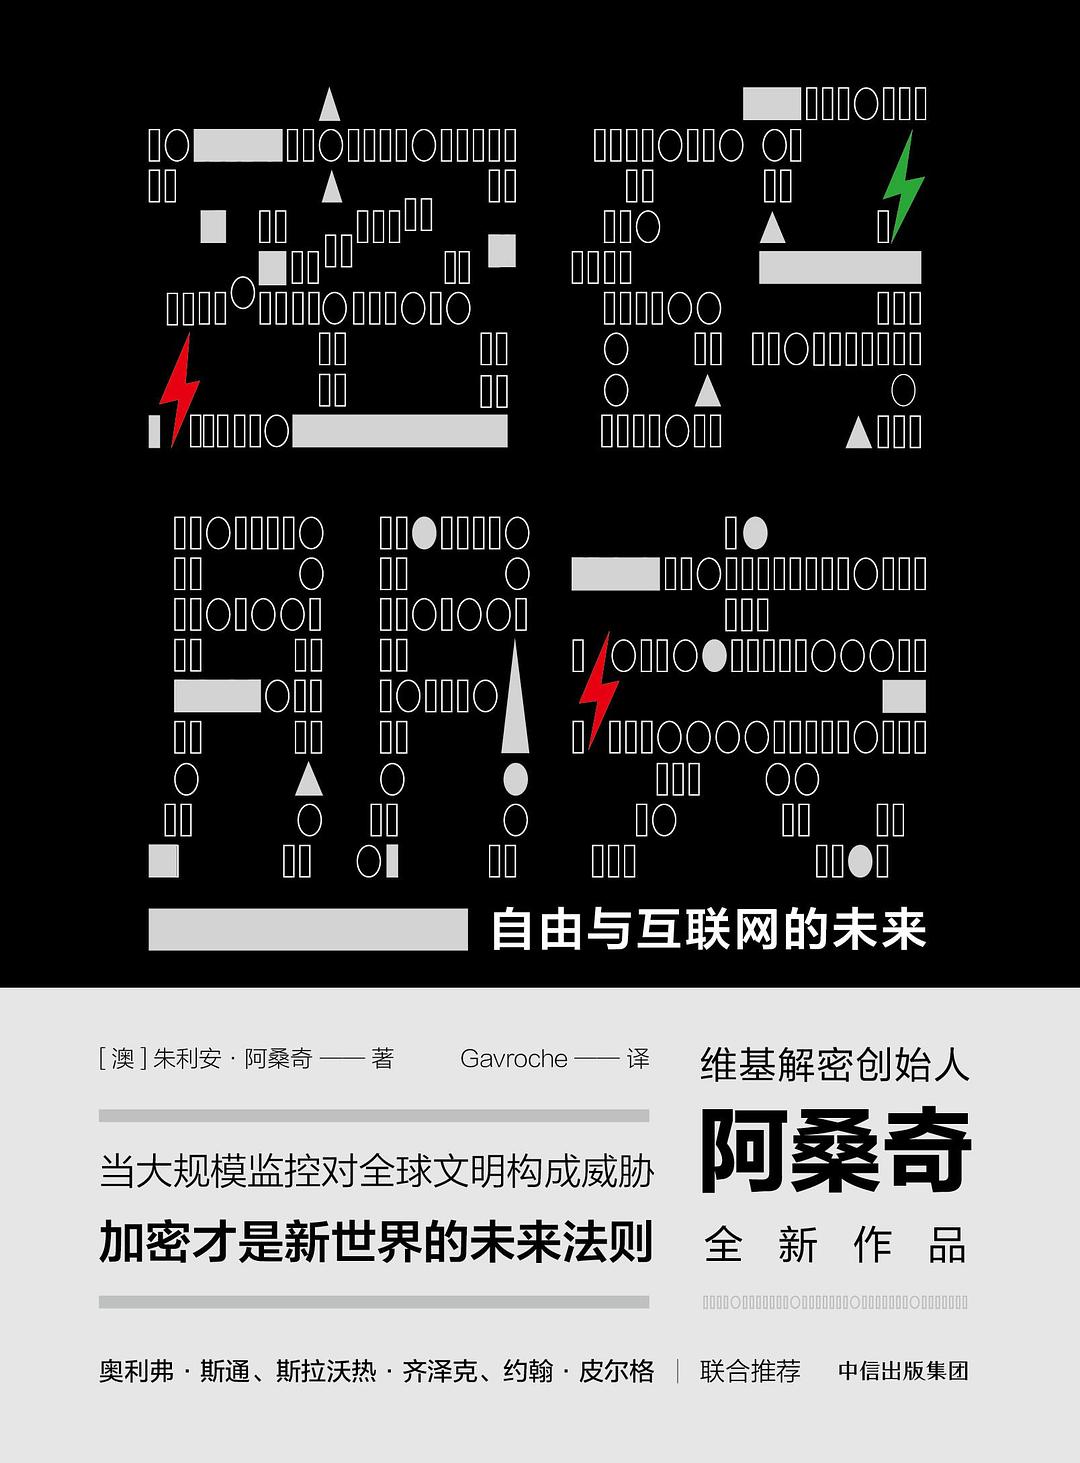 密码
朋克
自由与互联网的未来
[ 澳 ] 朱利安 · 阿桑奇 —— 著 Gavroche —— 译
当大规模监控对全球文明构成威胁
加密才是新世界的未来法则
维基解密创始人
阿桑奇
全新作品
奥利弗 · 斯通、斯拉沃热 · 齐泽克、约翰 · 皮尔格 | 联合推荐
中信出版集团